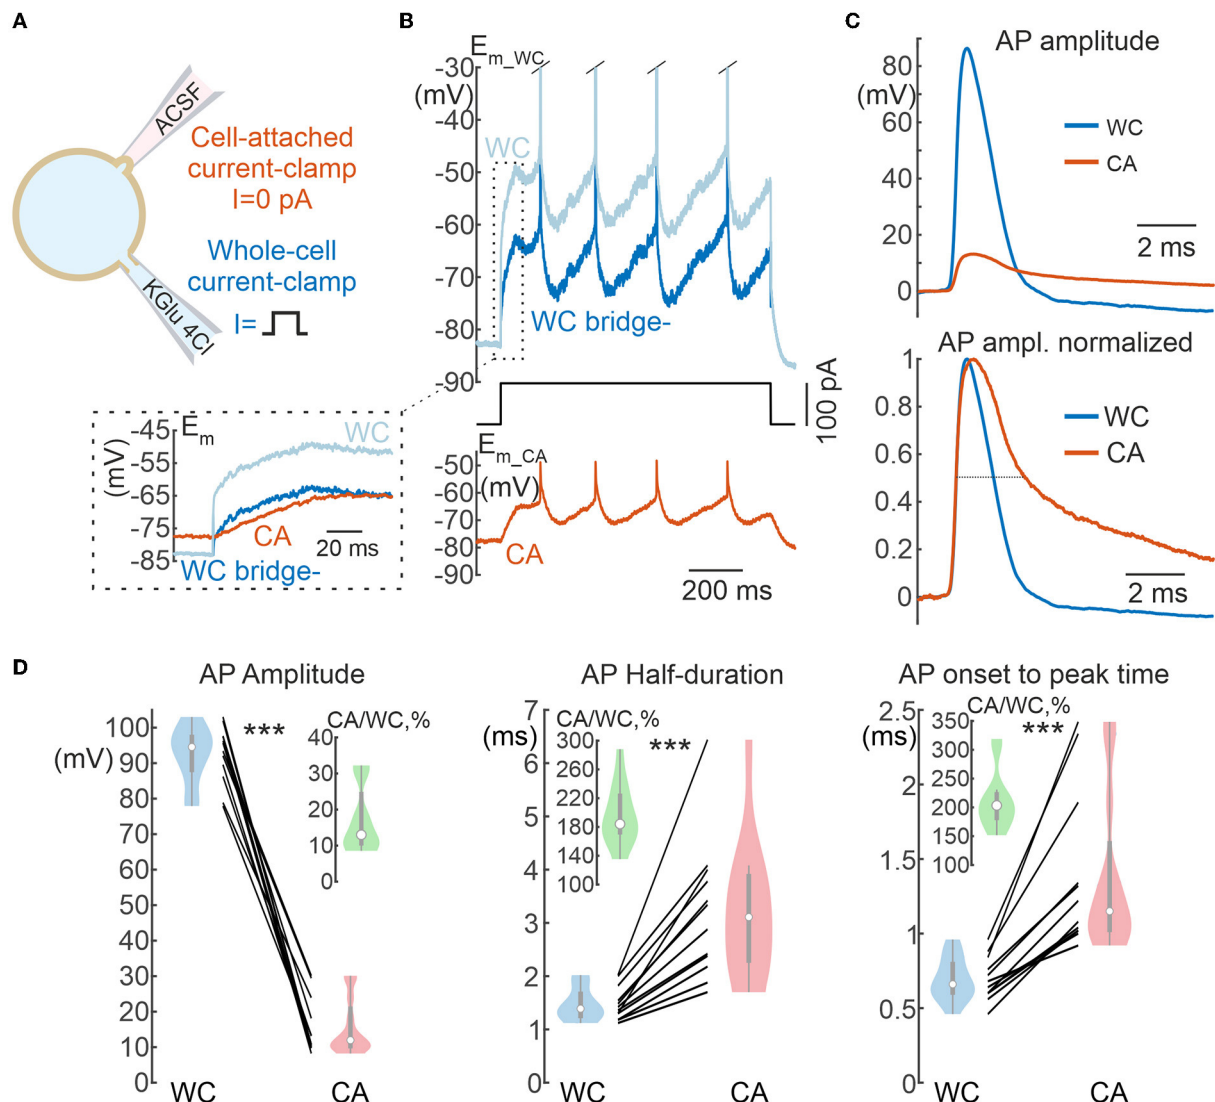 A
ACSF
Cell-attached
current-clamp
I=0 pA
Whole-cell
current-clamp
I=
KGlu 4Cl
B
Em_WC
-30
(mV)
-40
-50
-60
-70
-80
-90
WC
WC bridge-
100 pA
Em
-45
-55
-65
-75
-85
(mV)
WC
CA
20 ms
WC bridge-
Em_CA
-50
(mV)
-60
-70
-80
-90
CA
200 ms
C
AP amplitude
80
(mV)
60
40
20
0
WC
CA
2 ms
AP ampl. normalized
1
0.8
0.6
0.4
0.2
0
WC
CA
2 ms
D
AP Amplitude
100
(mV)
90
80
70
60
50
40
30
20
10
0
***
CA/WC,%
40
30
20
10
0
WC
CA
AP Half-duration
7
(ms)
6
5
4
3
2
1
0
CA/WC,%
300
260
220
180
140
100
***
WC
CA
AP onset to peak time
2.5
(ms)
2
1.5
1
0.5
0
CA/WC,%
350
300
250
200
150
100
***
WC
CA